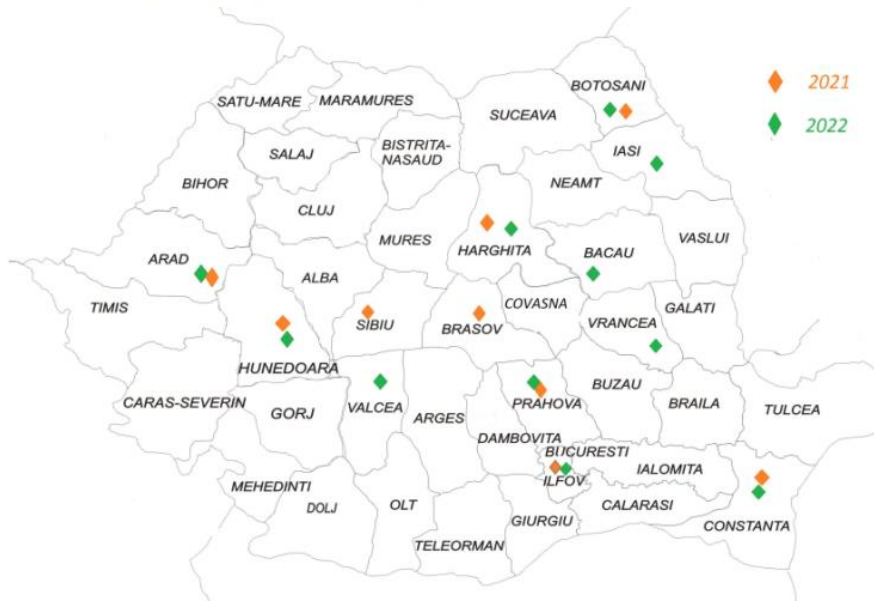 BOTOSANI
2021
SATU-MARE
MARAMURES
SUCEAVA
2022
SALAJ
BISTRITA-
NASAUD
IASI
BIHOR
NEAMT
CLUJ
MURES
HARGHITA
BACAU
VASLUI
ARAD
ALBA
TIMIS
SIBIU
BRASOV
COVASNA
VRANCEA
GALATI
HUNEDOARA
CARAS-SEVERIN
GORJ
VALCEA
ARGES
PRAHOVA
BUZAU
BRAILA
TULCEA
DAMBOVITA
BUCURESTI
IALOMITA
ILFOV
MEHEDINTI
DOLJ
OLT
GIURGIU
CALARASI
CONSTANTA
TELEORMAN